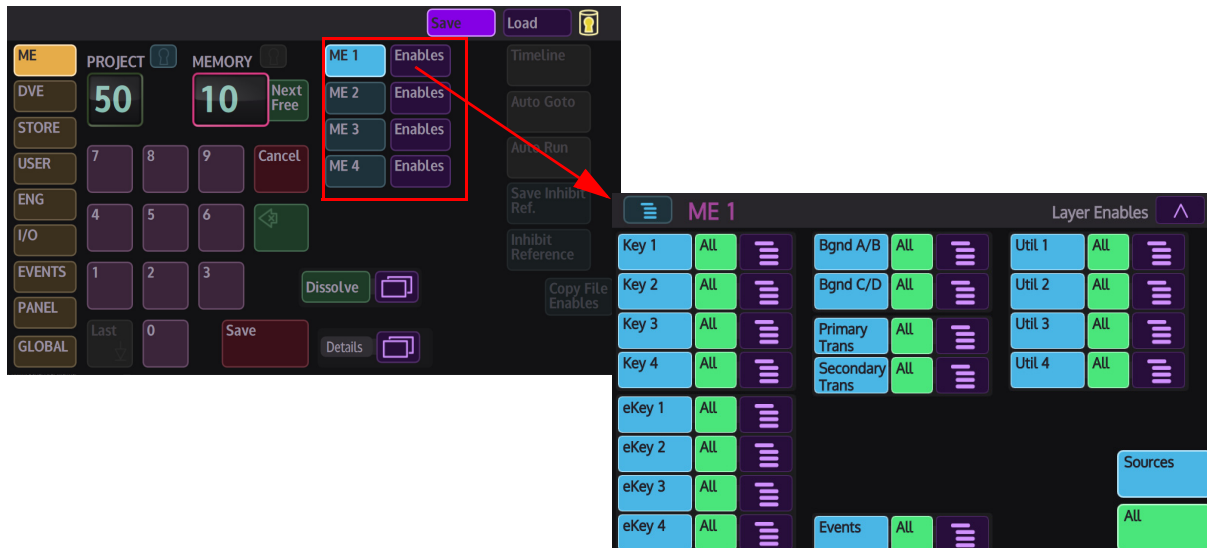 Save
Load
ME
DVE
STORE
USER
ENG
I/O
EVENTS
PANEL
GLOBAL
PROJECT
MEMORY
50
10
Next
Free
7
8
9
Cancel
4
5
6
1
2
3
Last
0
Save
Dissolve
Details
ME 1
Enables
ME 2
Enables
ME 3
Enables
ME 4
Enables
Timeline
Auto Goto
Auto Run
Save Inhibit
Ref.
Inhibit
Reference
Copy File
Enables
ME 1
Layer Enables
Key 1
All
Key 2
All
Key 3
All
Key 4
All
eKey 1
All
eKey 2
All
eKey 3
All
eKey 4
All
Bgnd A/B
All
Bgnd C/D
All
Primary
Trans
All
Secondary
Trans
All
Events
All
Util 1
All
Util 2
All
Util 3
All
Util 4
All
Sources
All